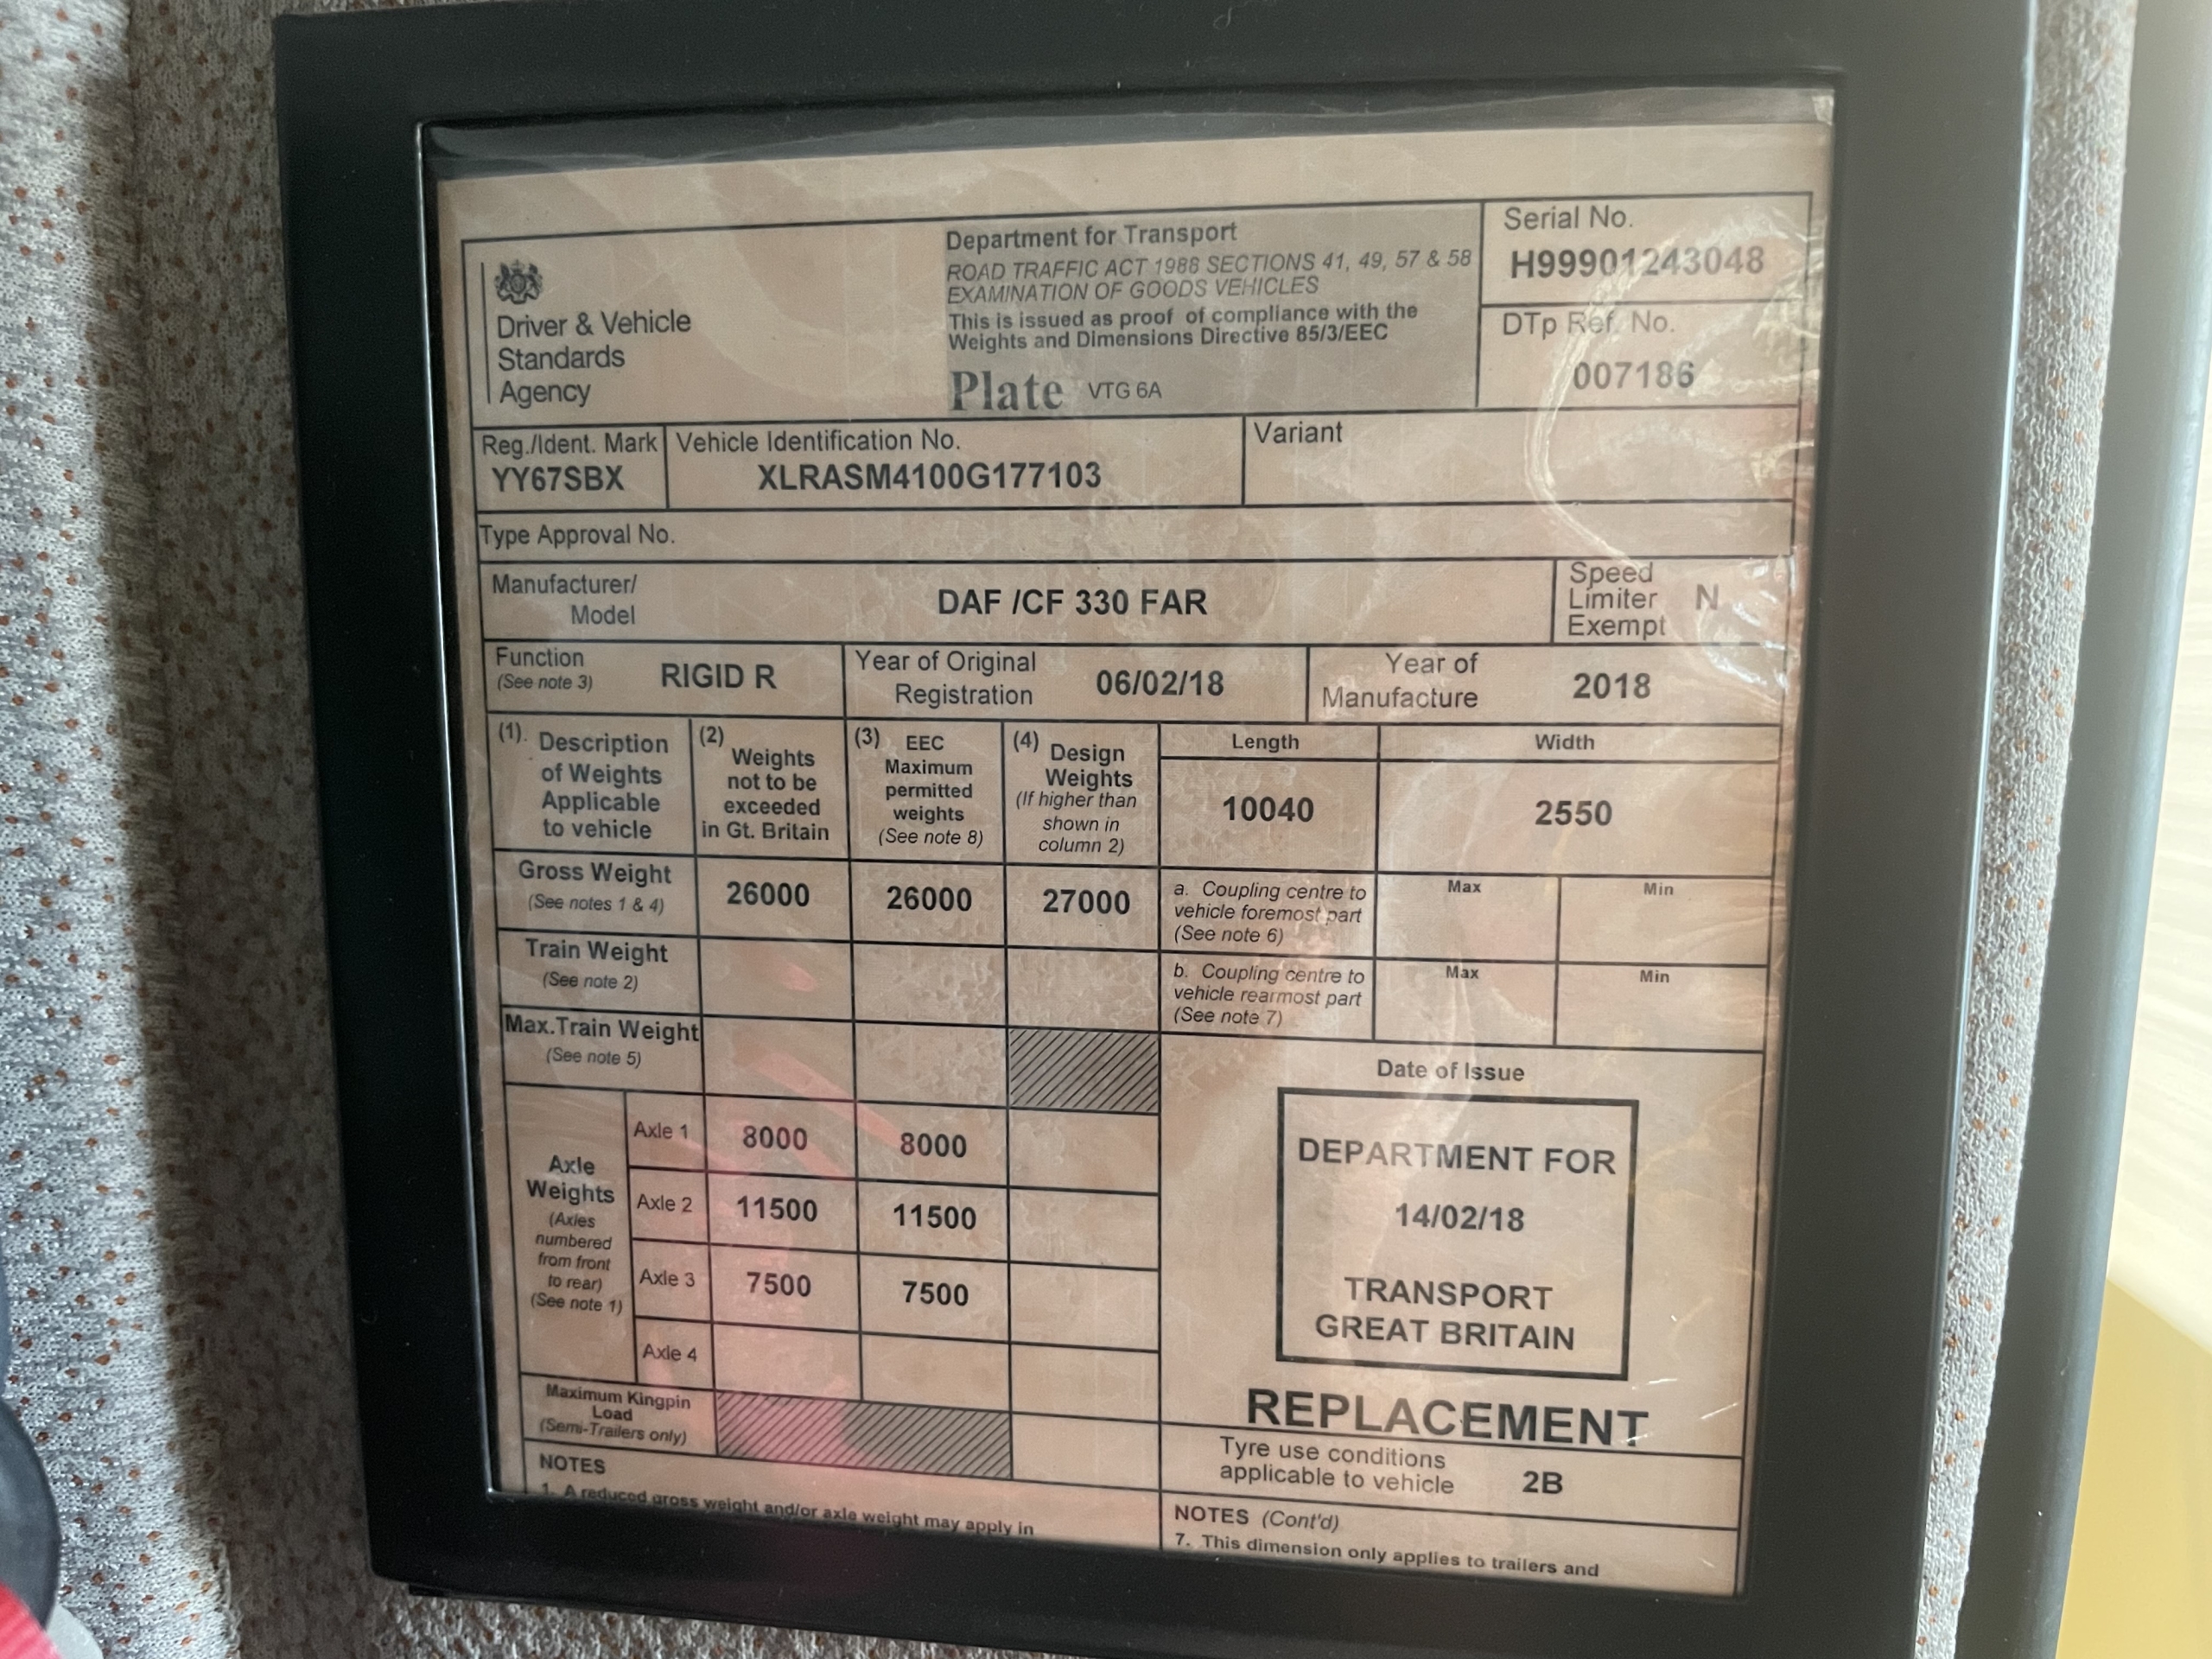 Driver & Vehicle
Standards
Agency
Department for Transport
ROAD TRAFFIC ACT 1988 SECTIONS 41, 49, 57 & 58
EXAMINATION OF GOODS VEHICLES
This is issued as proof of compliance with the
Weights and Dimensions Directive 85/3/EEC
Plate VTG 6A
Serial No.
H99901243048
DTp Ref. No.
007186
Reg./Ident. Mark
YY67SBX
Vehicle Identification No.
XLRASM4100G177103
Variant
Type Approval No.
Manufacturer/
Model
DAF /CF 330 FAR
Speed
Limiter
Exempt
N
Function
(See note 3)
RIGID R
Year of Original
Registration
06/02/18
Year of
Manufacture
2018
(1). Description
of Weights
Applicable
to vehicle
(2) Weights
not to be
exceeded
in Gt. Britain
(3) EEC
Maximum
permitted
weights
(See note 8)
(4) Design
Weights
(If higher than
shown in
column 2)
Length
10040
Width
2550
Gross Weight
(See notes 1 & 4)
26000
26000
27000
a. Coupling centre to
vehicle foremost part
(See note 6)
Max
Min
Train Weight
(See note 2)
b. Coupling centre to
vehicle rearmost part
(See note 7)
Max
Min
Max.Train Weight
(See note 5)
Axle
Weights
(Axles
numbered
from front
to rear)
(See note 1)
Axle 1
8000
8000
Axle 2
11500
11500
Axle 3
7500
7500
Axle 4
Maximum Kingpin
Load
(Semi-Trailers only)
Date of Issue
DEPARTMENT FOR
14/02/18
TRANSPORT
GREAT BRITAIN
REPLACEMENT
Tyre use conditions
applicable to vehicle
2B
NOTES
1. A reduced gross weight and/or axle weight may apply in
NOTES (Cont'd)
7. This dimension only applies to trailers and